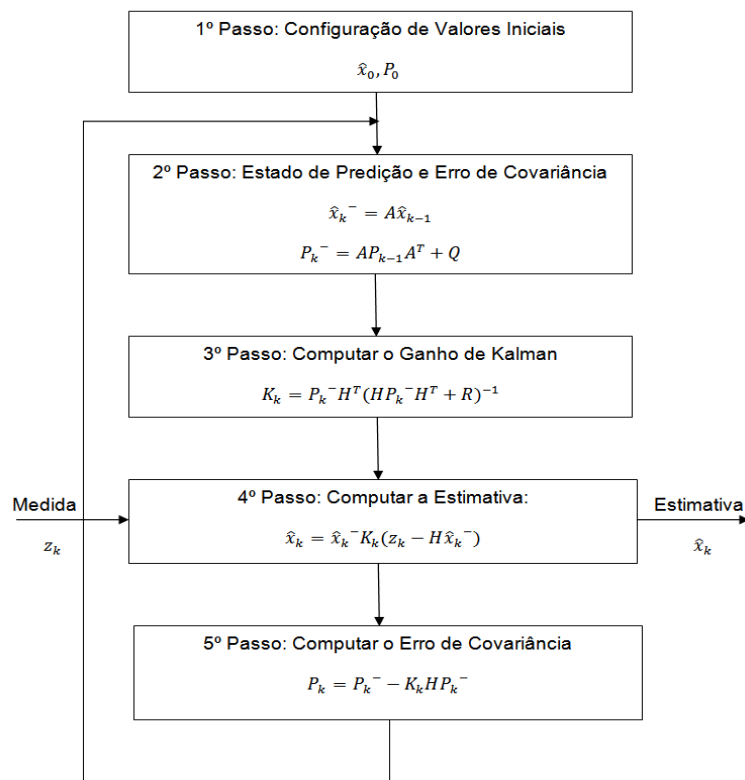 1º Passo: Configuração de Valores Iniciais
x̂₀, P₀
2º Passo: Estado de Predição e Erro de Covariância
x̂ₖ⁻ = Ax̂ₖ₋₁
Pₖ⁻ = APₖ₋₁Aᵀ + Q
3º Passo: Computar o Ganho de Kalman
Kₖ = Pₖ⁻Hᵀ(HPₖ⁻Hᵀ + R)⁻¹
Medida
zₖ
4º Passo: Computar a Estimativa:
x̂ₖ = x̂ₖ⁻Kₖ(zₖ − Hx̂ₖ⁻)
Estimativa
x̂ₖ
5º Passo: Computar o Erro de Covariância
Pₖ = Pₖ⁻ − KₖHPₖ⁻